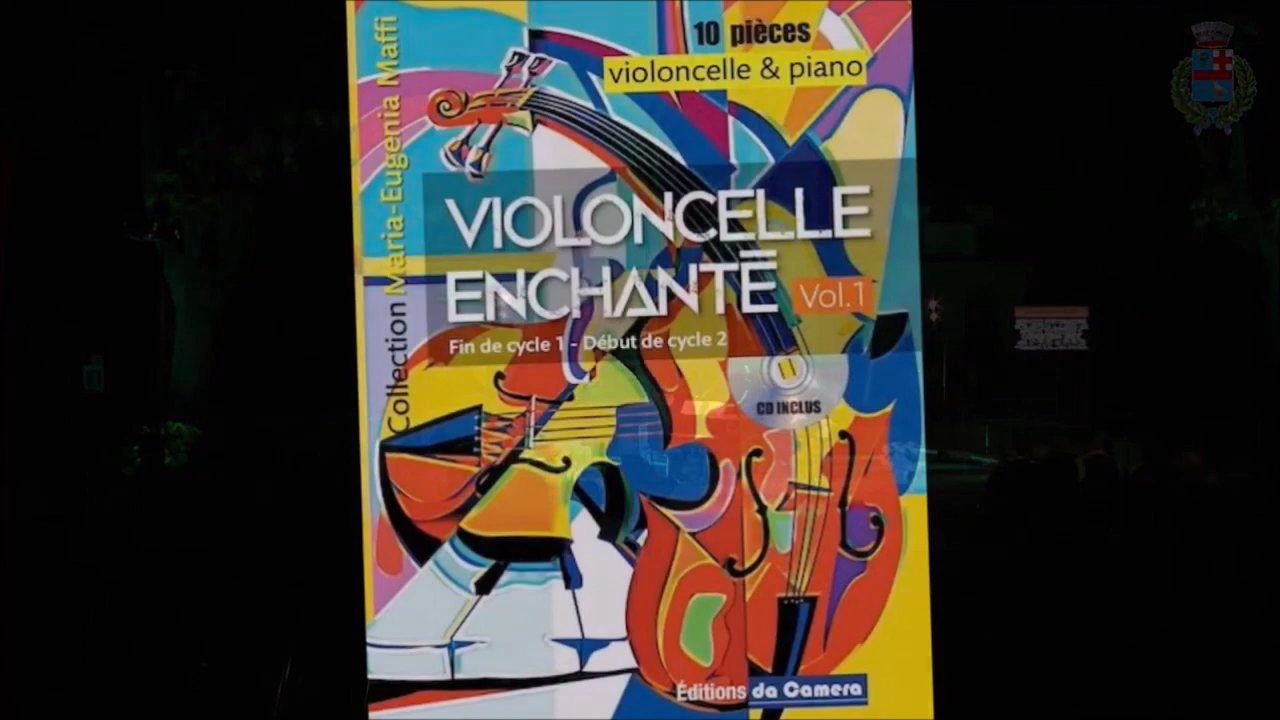 10 pièces
violoncelle & piano
Collection Maria-Eugenia Maffi
VIOLONCELLE
ENCHANTÉ
Vol.1
Fin de cycle 1 - Début de cycle 2
CD INCLUS
Éditions da Camera